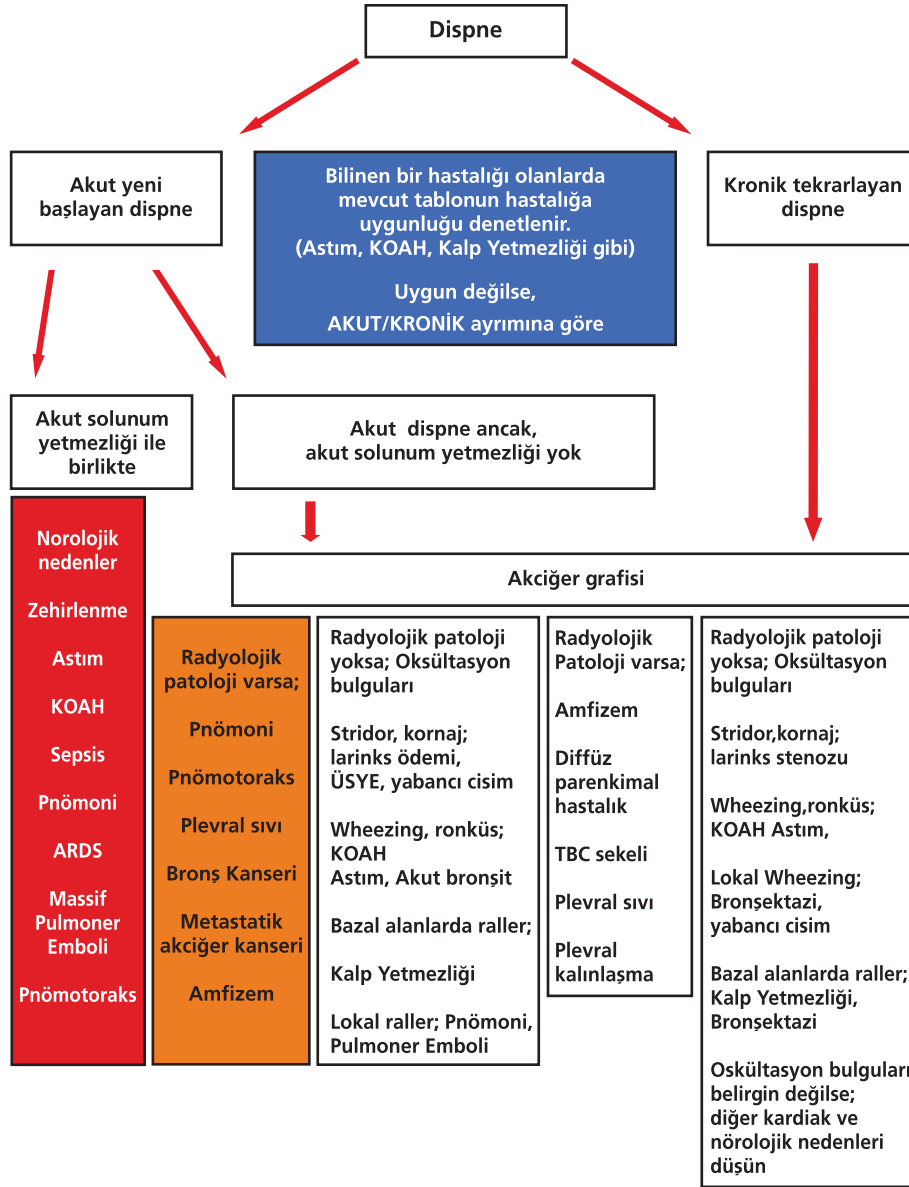 Dispne
Akut yeni
başlayan dispne
Bilinen bir hastalığı olanlarda
mevcut tablonun hastalığa
uygunluğu denetlenir.
(Astım, KOAH, Kalp Yetmezliği gibi)
Uygun değilse,
AKUT/KRONİK ayrımına göre
Kronik tekrarlayan
dispne
Akut solunum
yetmezliği ile
birlikte
Akut dispne ancak,
akut solunum yetmezliği yok
Norolojik
nedenler
Zehirlenme
Astım
KOAH
Sepsis
Pnömoni
ARDS
Massif
Pulmoner
Emboli
Pnömotoraks
Akciğer grafisi
Radyolojik
patoloji varsa;
Pnömoni
Pnömotoraks
Plevral sıvı
Bronş Kanseri
Metastatik
akciğer kanseri
Amfizem
Radyolojik patoloji
yoksa; Oksültasyon
bulguları
Stridor, kornaj;
larinks ödemi,
ÜSYE, yabancı cisim
Wheezing, ronküs;
KOAH
Astım, Akut bronşit
Bazal alanlarda raller;
Kalp Yetmezliği
Lokal raller; Pnömoni,
Pulmoner Emboli
Radyolojik
Patoloji varsa;
Amfizem
Diffüz
parenkimal
hastalık
TBC sekeli
Plevral sıvı
Plevral
kalınlaşma
Radyolojik patoloji
yoksa; Oksültasyon
bulguları
Stridor,kornaj;
larinks stenozu
Wheezing,ronküs;
KOAH Astım,
Lokal Wheezing;
Bronşektazi,
yabancı cisim
Bazal alanlarda raller;
Kalp Yetmezliği,
Bronşektazi
Oskültasyon bulguları
belirgin değilse;
diğer kardiak ve
nörolojik nedenleri
düşün